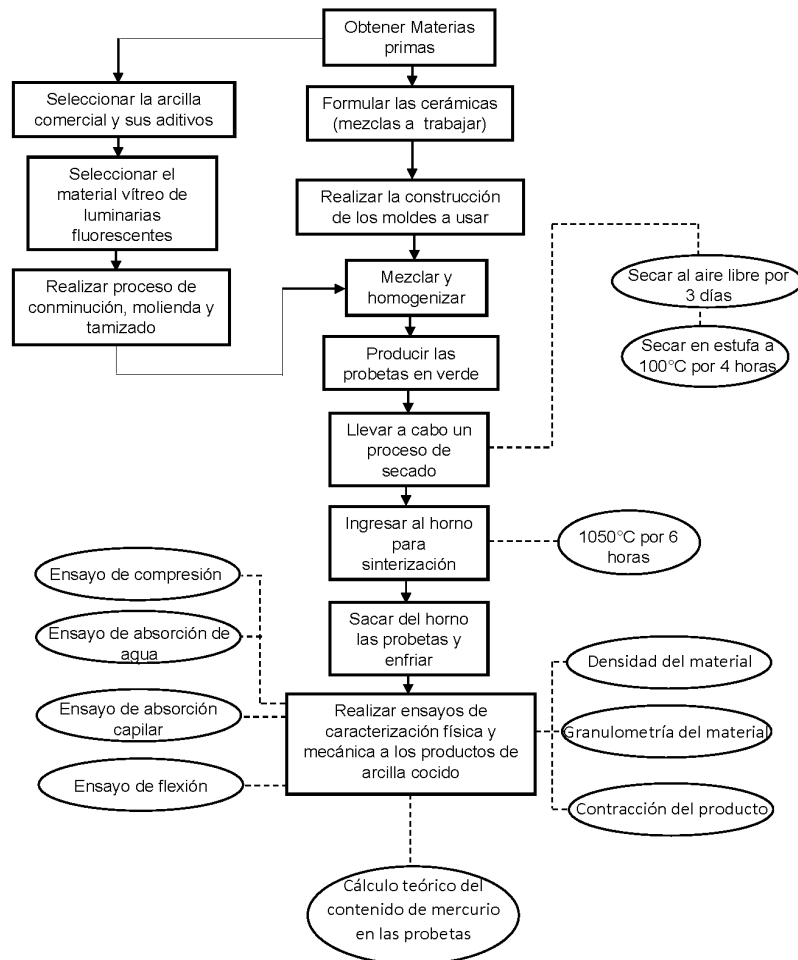 Obtener Materias
primas
Seleccionar la arcilla
comercial y sus aditivos
Formular las cerámicas
(mezclas a trabajar)
Seleccionar el
material vítreo de
luminarias
fluorescentes
Realizar la construcción
de los moldes a usar
Realizar proceso de
conminución, molienda y
tamizado
Mezclar y
homogenizar
Secar al aire libre por
3 días
Producir las
probetas en verde
Secar en estufa a
100°C por 4 horas
Llevar a cabo un
proceso de
secado
Ingresar al horno
para
sinterización
1050°C por 6
horas
Ensayo de compresión
Sacar del horno
las probetas y
enfriar
Ensayo de absorción de
agua
Densidad del material
Ensayo de absorción
capilar
Realizar ensayos de
caracterización física y
mecánica a los productos de
arcilla cocido
Granulometría del material
Ensayo de flexión
Contracción del producto
Cálculo teórico del
contenido de mercurio
en las probetas